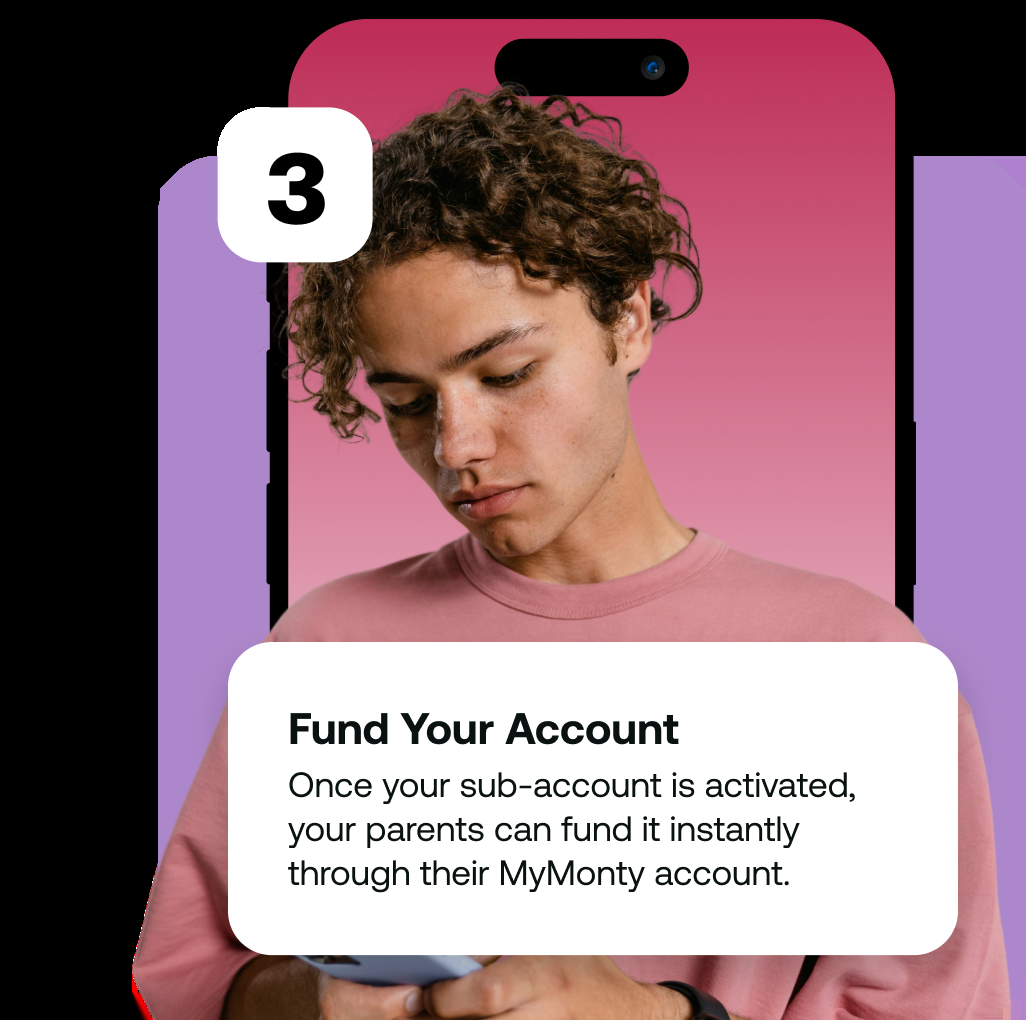 3
Fund Your Account
Once your sub-account is activated,
your parents can fund it instantly
through their MyMonty account.